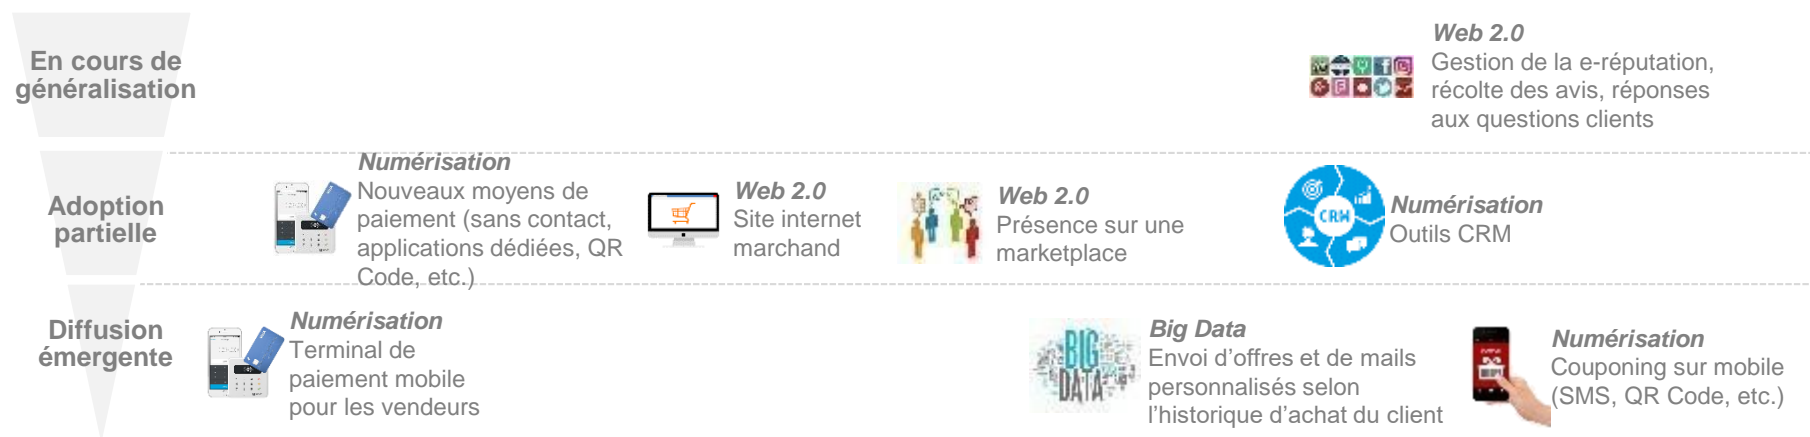 En cours de
généralisation
Web 2.0
Gestion de la e-réputation,
récolte des avis, réponses
aux questions clients
Adoption
partielle
Numérisation
Nouveaux moyens de
paiement (sans contact,
applications dédiées, QR
Code, etc.)
Web 2.0
Site internet
marchand
Web 2.0
Présence sur une
marketplace
CRM
Numérisation
Outils CRM
Diffusion
émergente
Numérisation
Terminal de
paiement mobile
pour les vendeurs
BIG
DATA
Big Data
Envoi d’offres et de mails
personnalisés selon
l’historique d’achat du client
Numérisation
Couponing sur mobile
(SMS, QR Code, etc.)